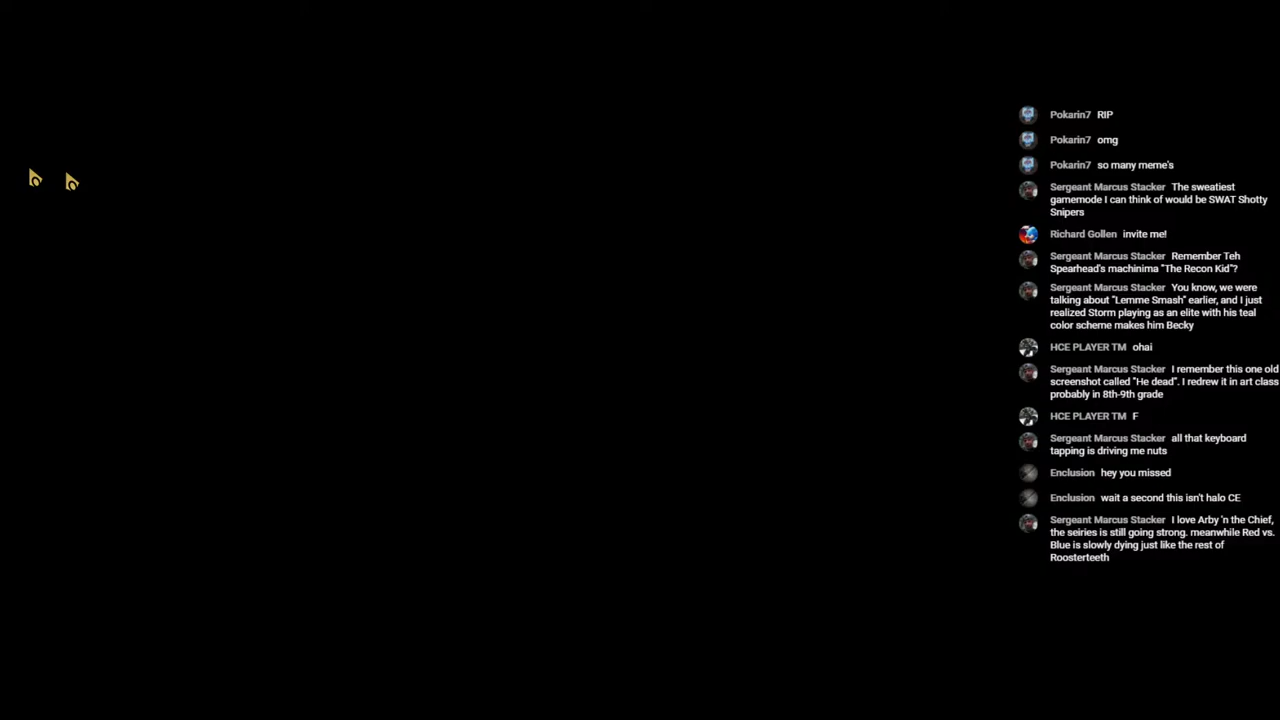 Pokarin7 RIP
Pokarin7 omg
Pokarin7 so many meme's
Sergeant Marcus Stacker The sweatiest
gamemode I can think of would be SWAT Shotty
Snipers
Richard Gollen invite me!
Sergeant Marcus Stacker Remember Teh
Spearhead's machinima "The Recon Kid"?
Sergeant Marcus Stacker You know, we were
talking about "Lemme Smash" earlier, and I just
realized Storm playing as an elite with his teal
color scheme makes him Becky
HCE PLAYER TM ohai
Sergeant Marcus Stacker I remember this one old
screenshot called "He dead". I redrew it in art class
probably in 8th-9th grade
HCE PLAYER TM F
Sergeant Marcus Stacker all that keyboard
tapping is driving me nuts
Enclusion hey you missed
Enclusion wait a second this isn't halo CE
Sergeant Marcus Stacker I love Arby 'n the Chief,
the seiries is still going strong. meanwhile Red vs.
Blue is slowly dying just like the rest of
Roosterteeth